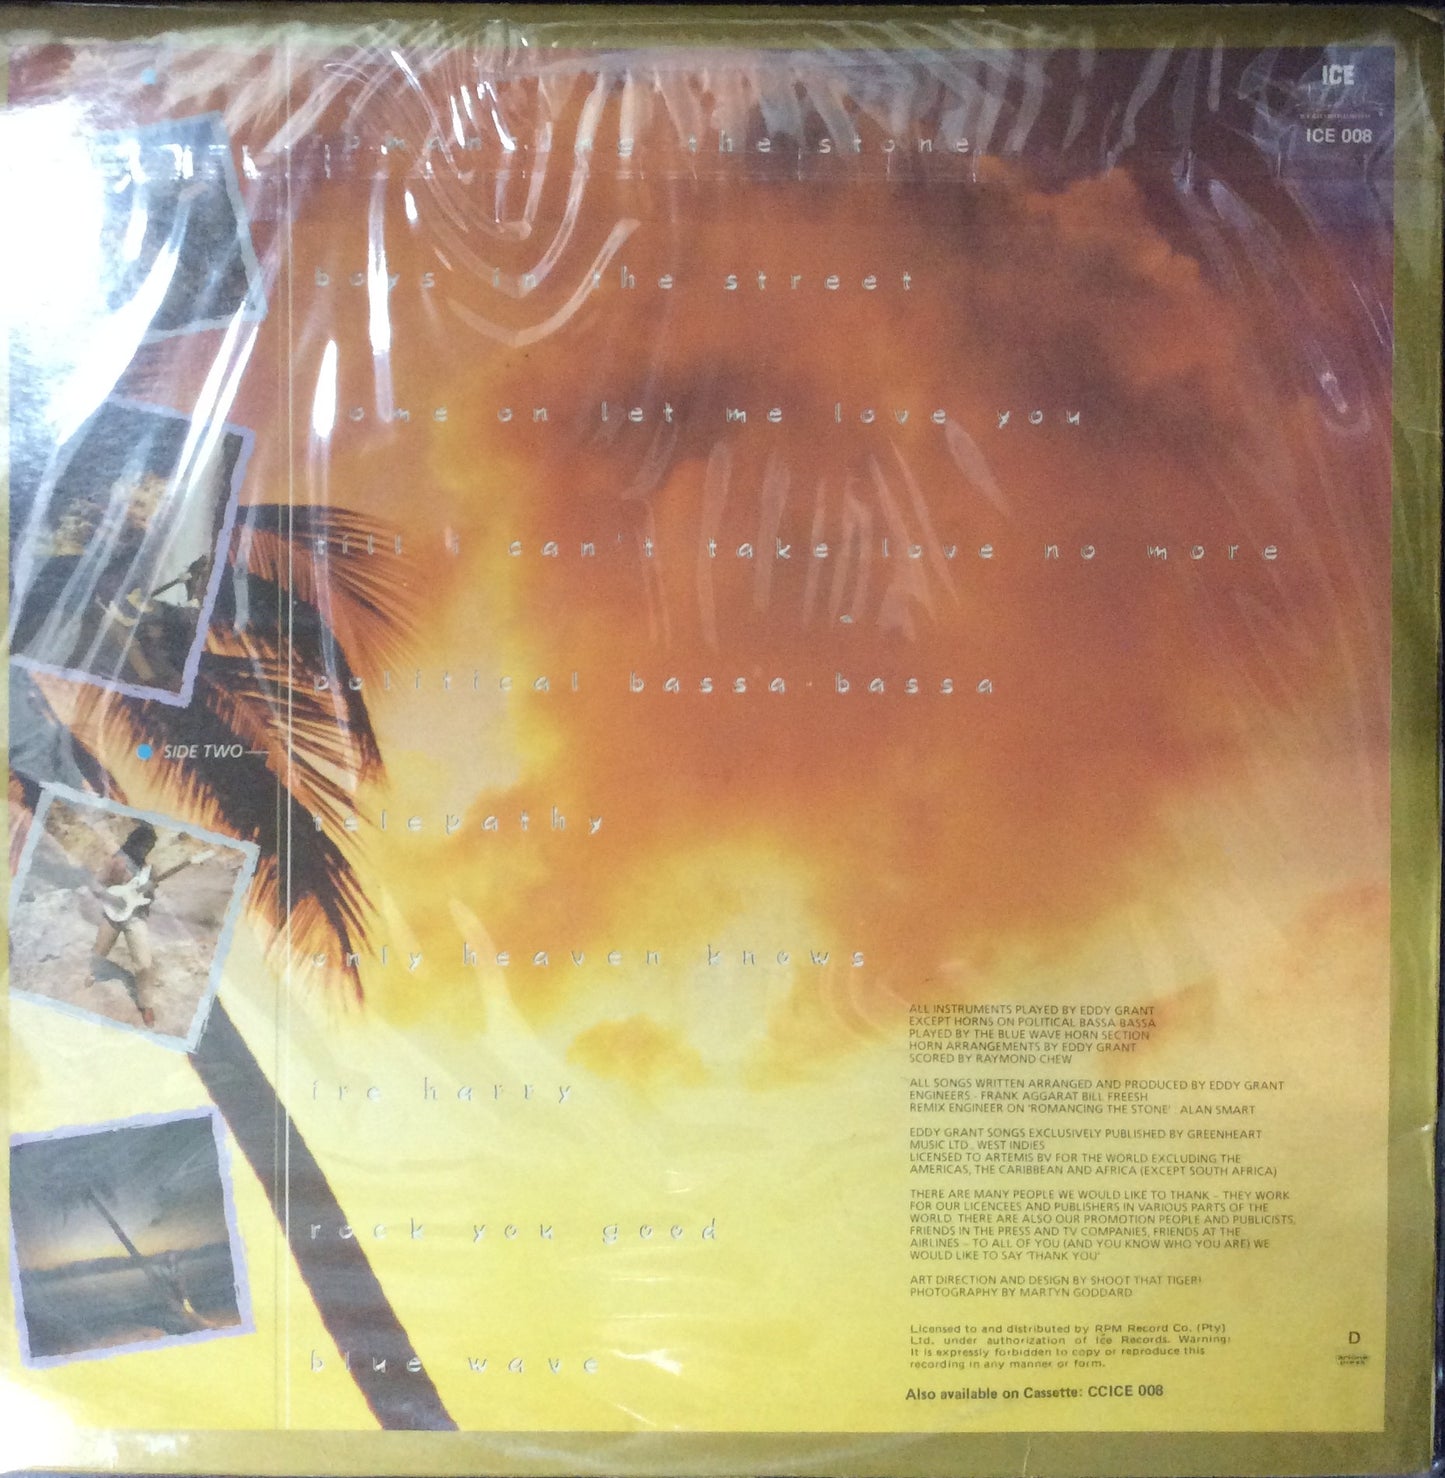 ICE
ICE 008
romancing the stone
boys in the street
ome on let me love you
till i can't take love no more
political bassa-bassa
SIDE TWO
telepathy
only heaven knows
ire harry
rock you good
blue wave
ALL INSTRUMENTS PLAYED BY EDDY GRANT
EXCEPT HORNS ON POLITICAL BASSA BASSA
PLAYED BY THE BLUE WAVE HORN SECTION
HORN ARRANGEMENTS BY EDDY GRANT
SCORED BY RAYMOND CHEW
ALL SONGS WRITTEN ARRANGED AND PRODUCED BY EDDY GRANT
ENGINEERS - FRANK AGGARAT BILL FREESH
REMIX ENGINEER ON 'ROMANCING THE STONE' ALAN SMART
EDDY GRANT SONGS EXCLUSIVELY PUBLISHED BY GREENHEART
MUSIC LTD., WEST INDIES
LICENSED TO ARTEMIS BV FOR THE WORLD EXCLUDING THE
AMERICAS, THE CARIBBEAN AND AFRICA (EXCEPT SOUTH AFRICA)
THERE ARE MANY PEOPLE WE WOULD LIKE TO THANK – THEY WORK
FOR OUR LICENCEES AND PUBLISHERS IN VARIOUS PARTS OF THE
WORLD. THERE ARE ALSO OUR PROMOTION PEOPLE AND PUBLICISTS,
FRIENDS IN THE PRESS AND TV COMPANIES, FRIENDS AT THE
AIRLINES – TO ALL OF YOU (AND YOU KNOW WHO YOU ARE) WE
WOULD LIKE TO SAY 'THANK YOU'
ART DIRECTION AND DESIGN BY SHOOT THAT TIGER!
PHOTOGRAPHY BY MARTYN GODDARD
Licensed to and distributed by RPM Record Co. (Pty)
Ltd. under authorization of Ice Records. Warning:
It is expressly forbidden to copy or reproduce this
recording in any manner or form.
D
Also available on Cassette: CCICE 008